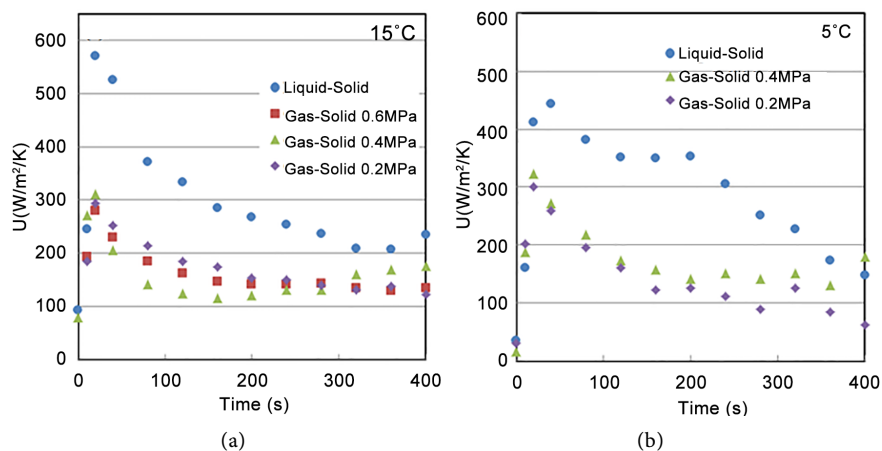 600
500
400
300
200
100
0
U(W/m²/K)
15°C
Liquid-Solid
Gas-Solid 0.6MPa
Gas-Solid 0.4MPa
Gas-Solid 0.2MPa
0 100 200 300 400
Time (s)
(a)
600
500
400
300
200
100
0
U(W/m²/K)
5°C
Liquid-Solid
Gas-Solid 0.4MPa
Gas-Solid 0.2MPa
0 100 200 300 400
Time (s)
(b)